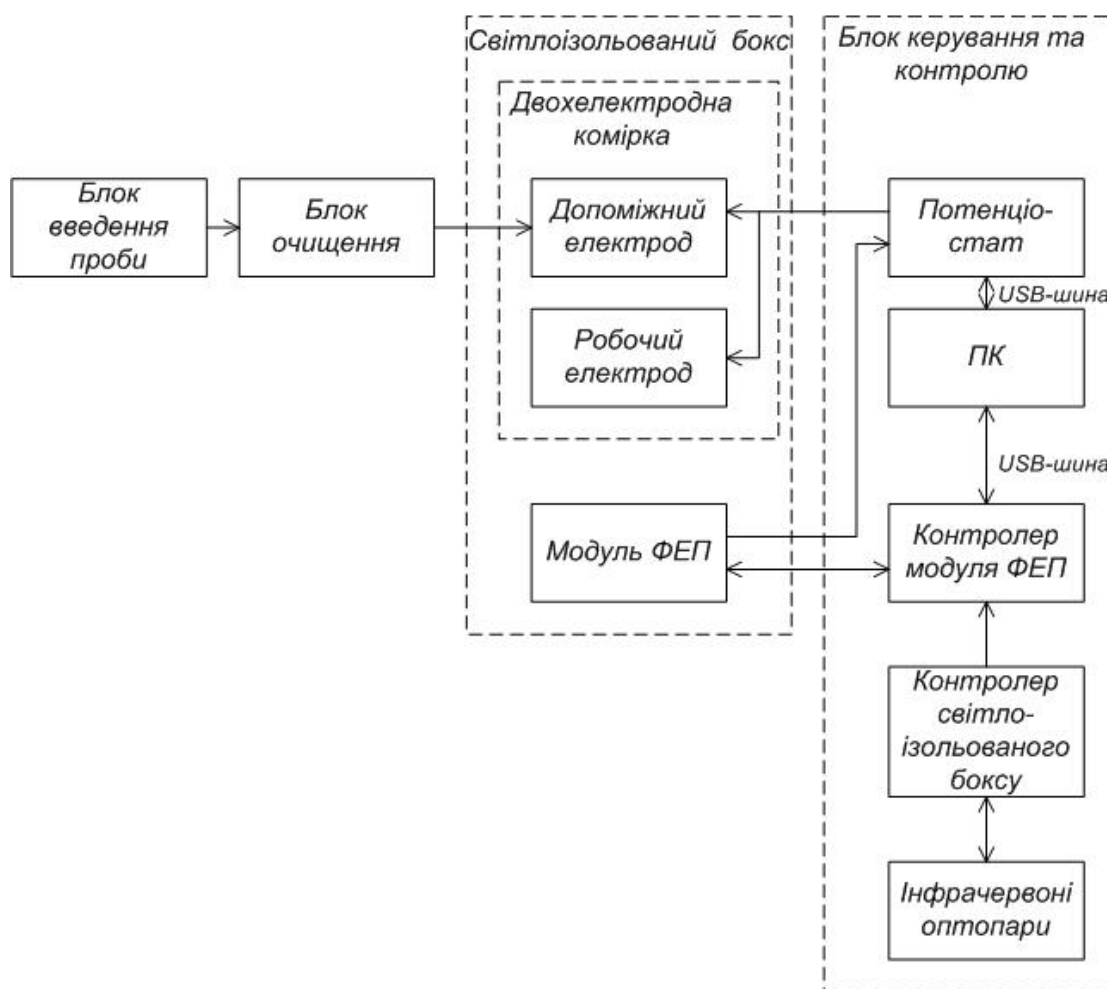 Світлоізольований бокс
Блок керування та
контролю
Двохелектродна
комірка
Блок
введення
проби
Блок
очищення
Допоміжний
електрод
Потенціо-
стат
USB-шина
Робочий
електрод
ПК
USB-шина
Модуль ФЕП
Контролер
модуля ФЕП
Контролер
світло-
ізольованого
боксу
Інфрачервоні
оптопари